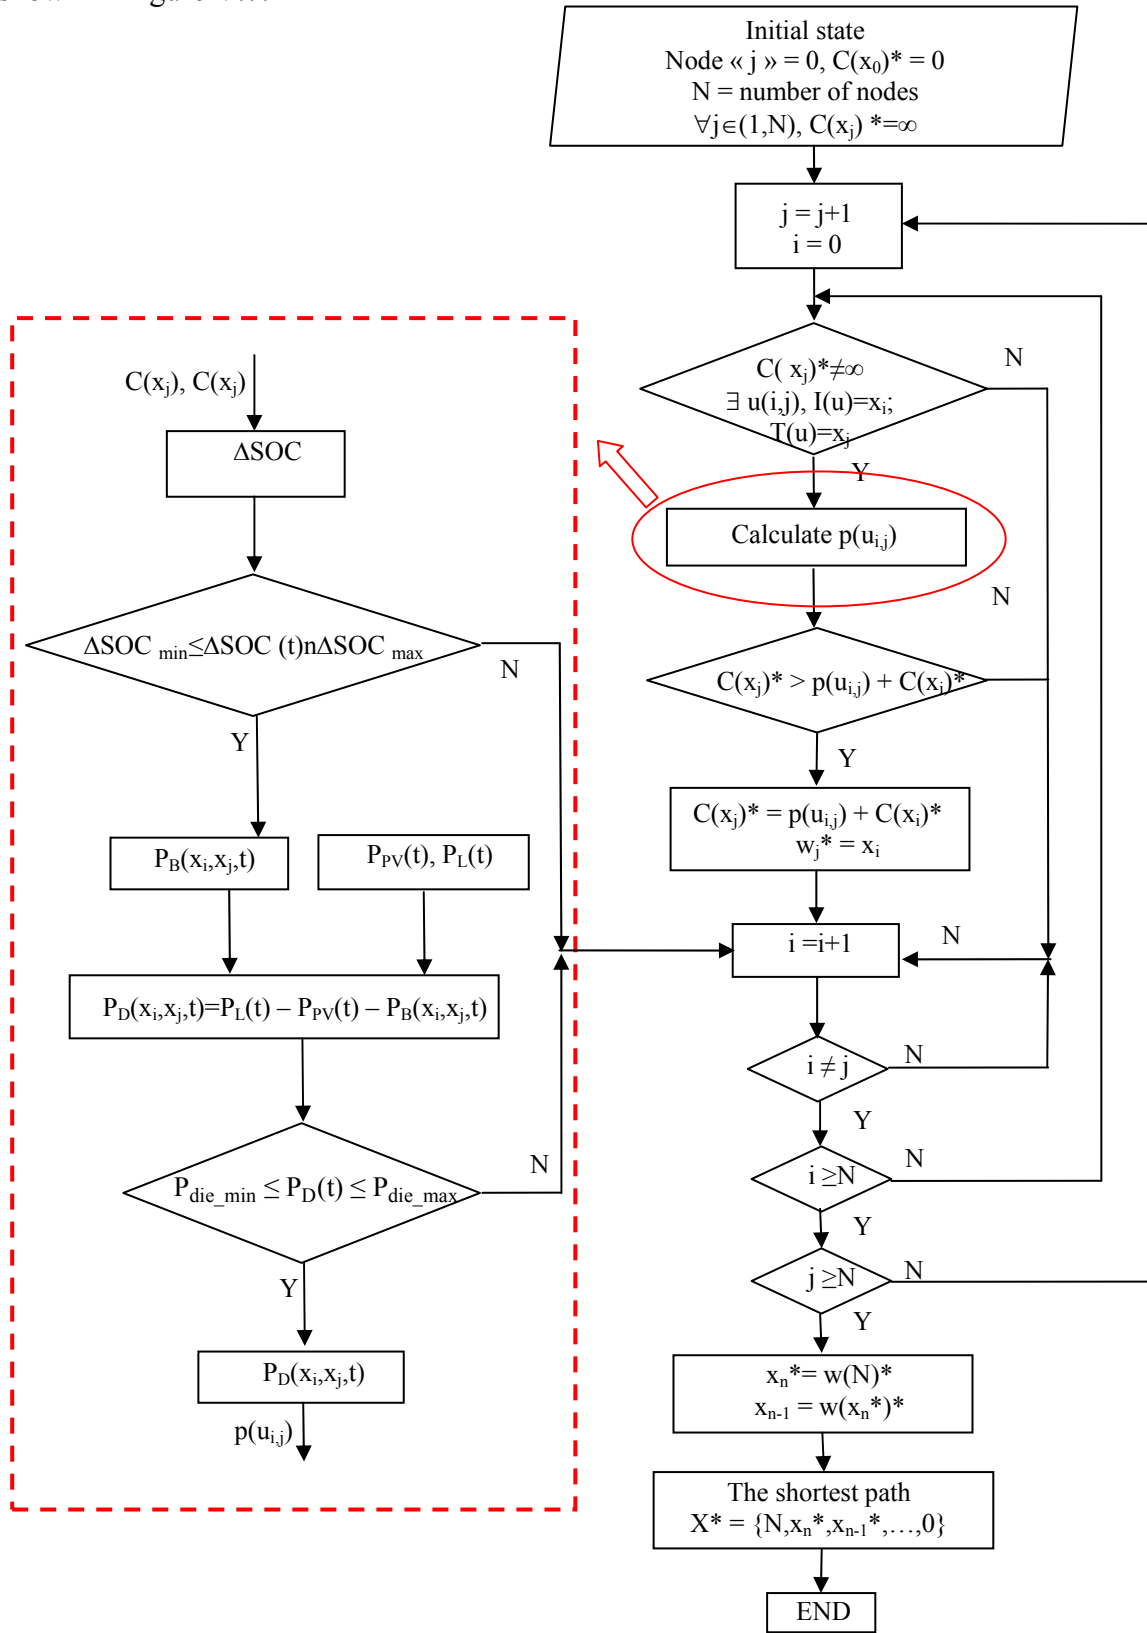 Initial state
Node « j » = 0, C(x0)* = 0
N = number of nodes
∀j∈(1,N), C(xj) *=∞
j = j+1
i = 0
C( xj)*≠∞
∃ u(i,j), I(u)=xi;
T(u)=xj
N
Y
Calculate p(ui,j)
N
C(xj)* > p(ui,j) + C(xi)*
Y
C(xj)* = p(ui,j) + C(xi)*
wj* = xi
i =i+1
N
i ≠ j
N
Y
i ≥N
N
Y
j ≥N
N
Y
xn*= w(N)*
xn-1 = w(xn*)*
The shortest path
X* = {N,xn*,xn-1*,…,0}
END
C(xj), C(xj)
ΔSOC
ΔSOC min≤ΔSOC (t)nΔSOC max
N
Y
PB(xi,xj,t)
PPV(t), PL(t)
PD(xi,xj,t)=PL(t) – PPV(t) – PB(xi,xj,t)
Pdie_min ≤ PD(t) ≤ Pdie_max
N
Y
PD(xi,xj,t)
p(ui,j)